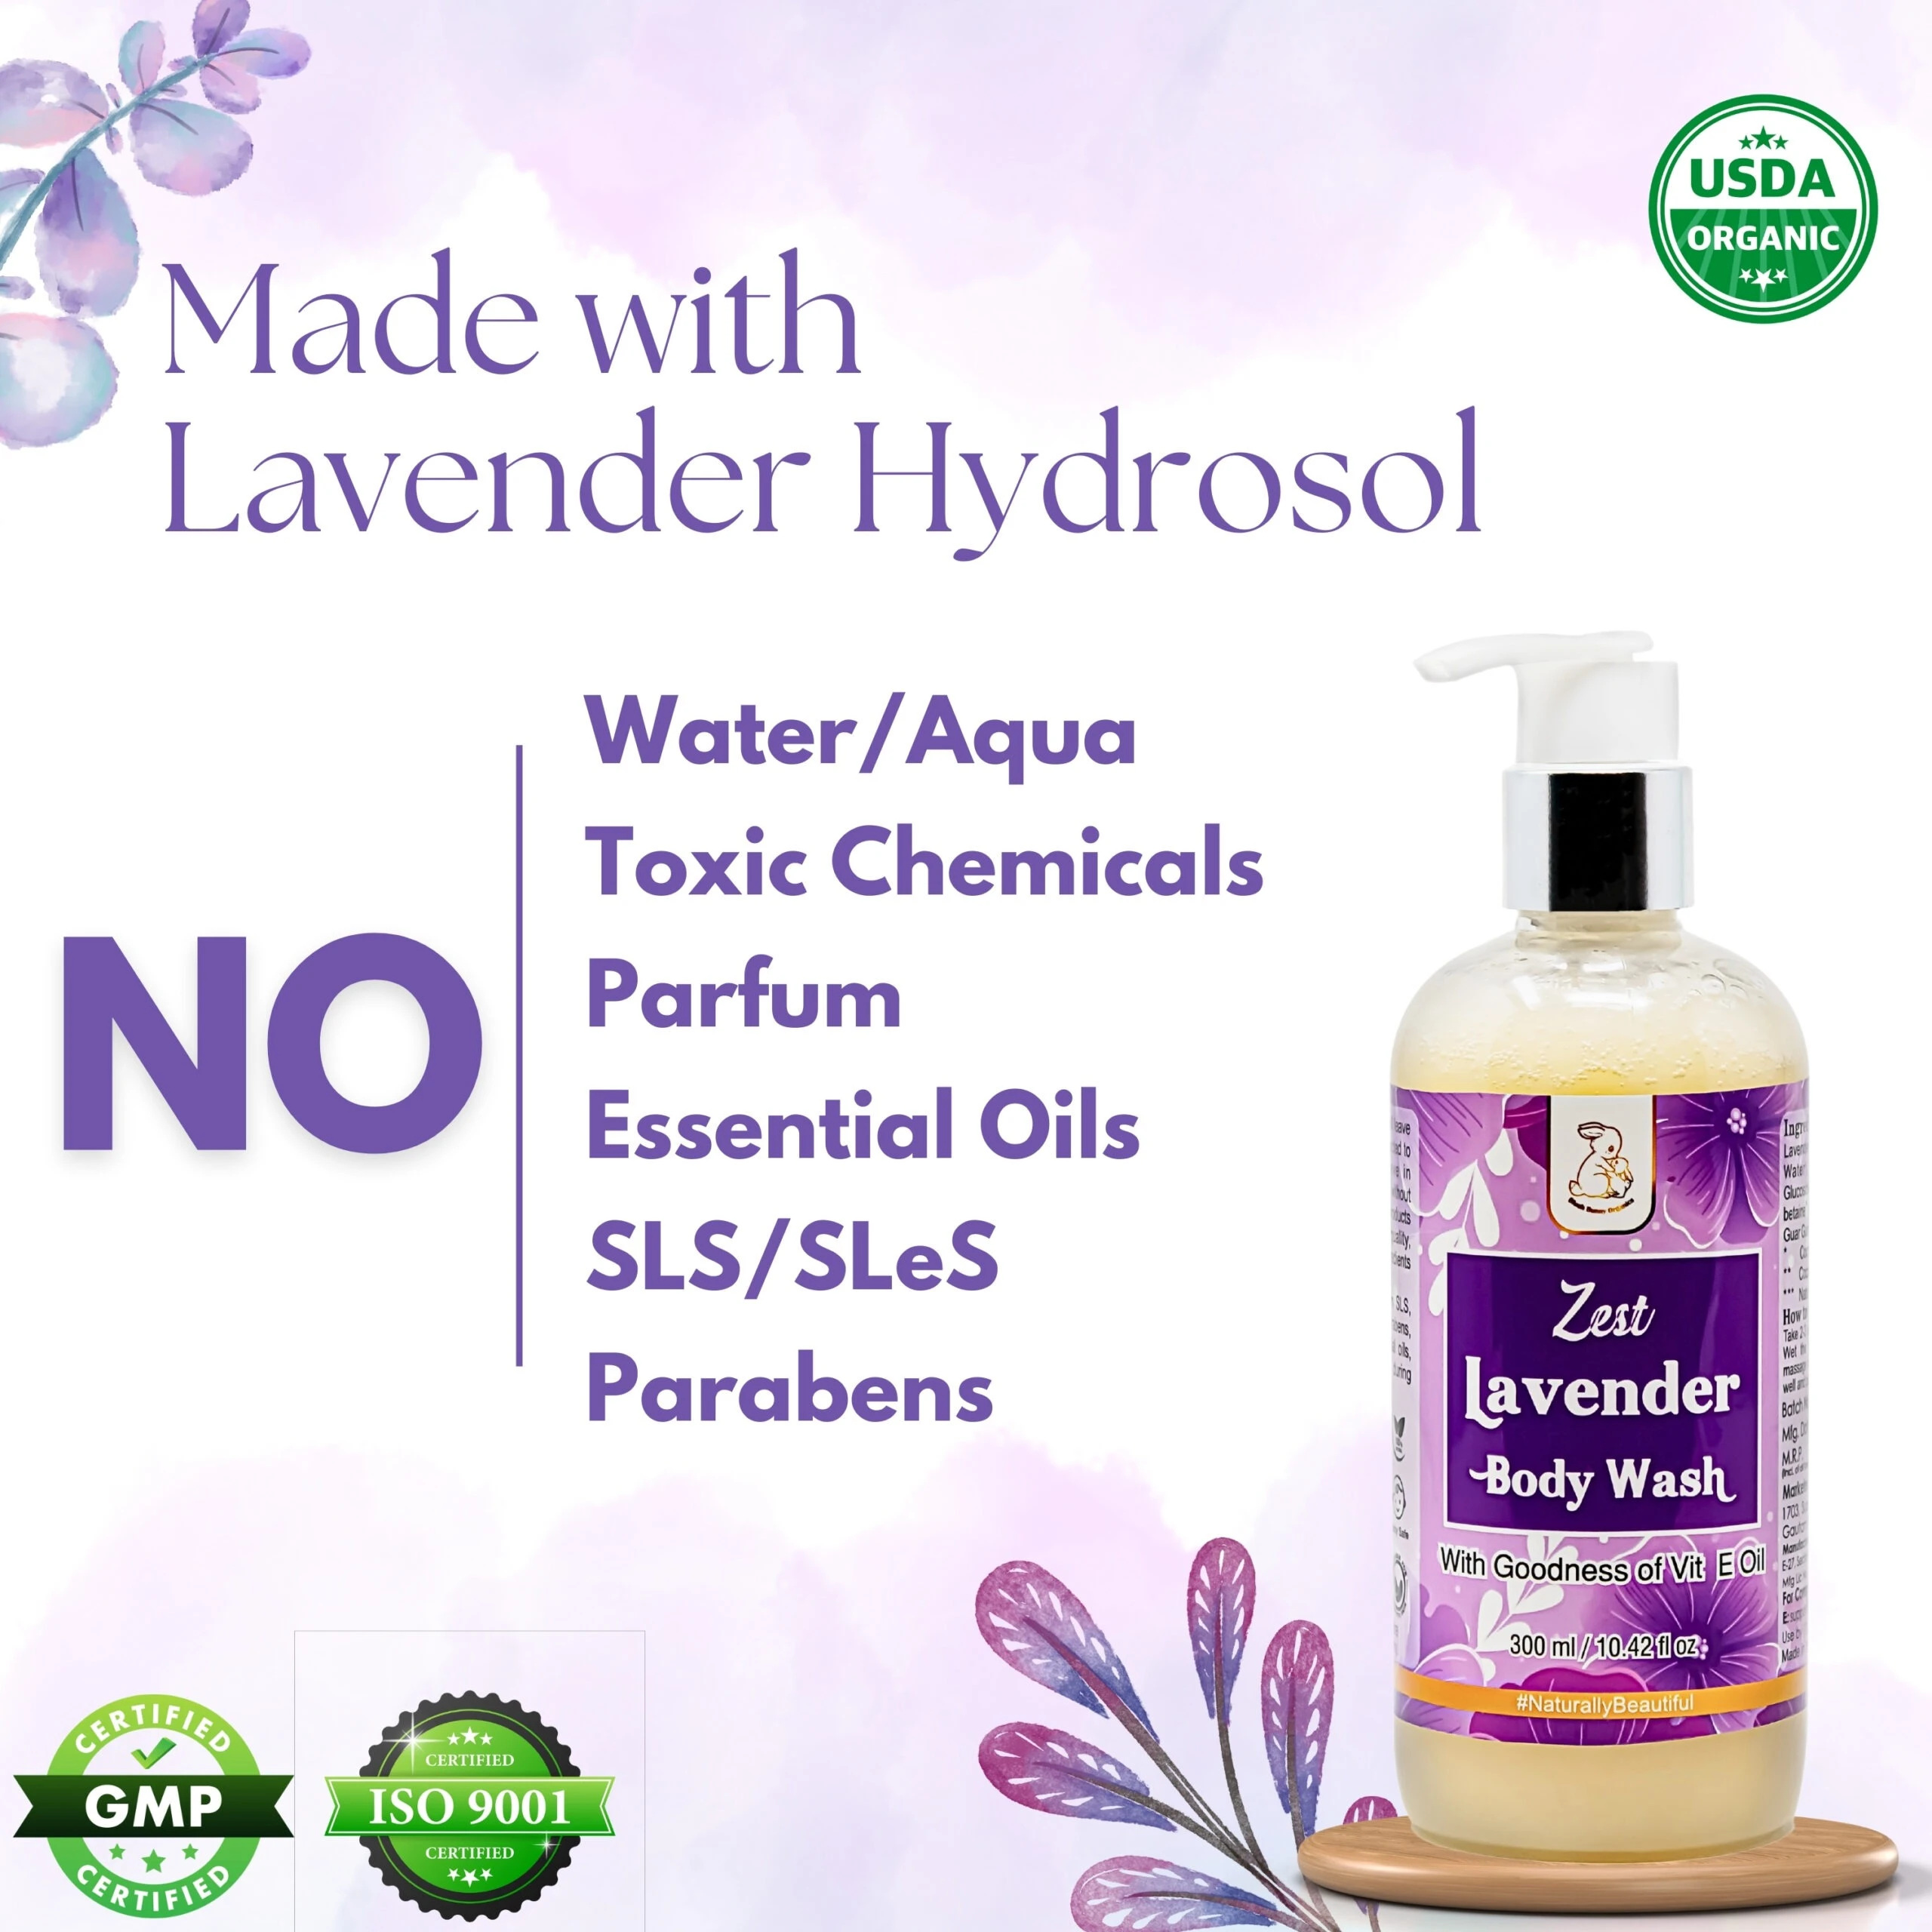 USDA
ORGANIC
Made with
Lavender Hydrosol
NO
Water/Aqua
Toxic Chemicals
Parfum
Essential Oils
SLS/SLeS
Parabens
Zest
Lavender
Body Wash
With Goodness of Vit E Oil
300 ml / 10.42 fl oz
#NaturallyBeautiful
CERTIFIED
GMP
CERTIFIED
CERTIFIED
ISO 9001
CERTIFIED